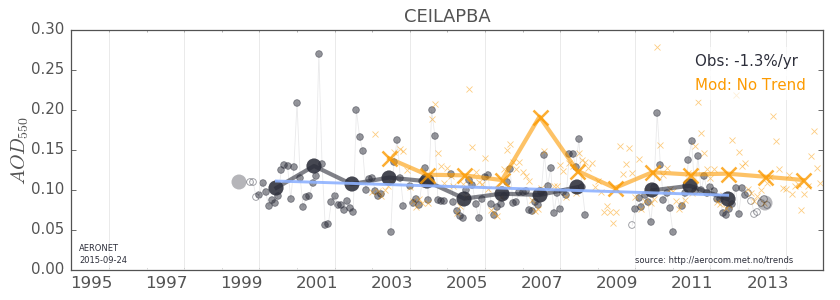 CEILAPBA
0.30
0.25
0.20
0.15
0.10
0.05
0.00
AOD550
Obs: -1.3%/yr
Mod: No Trend
AERONET
2015-09-24
source: http://aerocom.met.no/trends
1995 1997 1999 2001 2003 2005 2007 2009 2011 2013